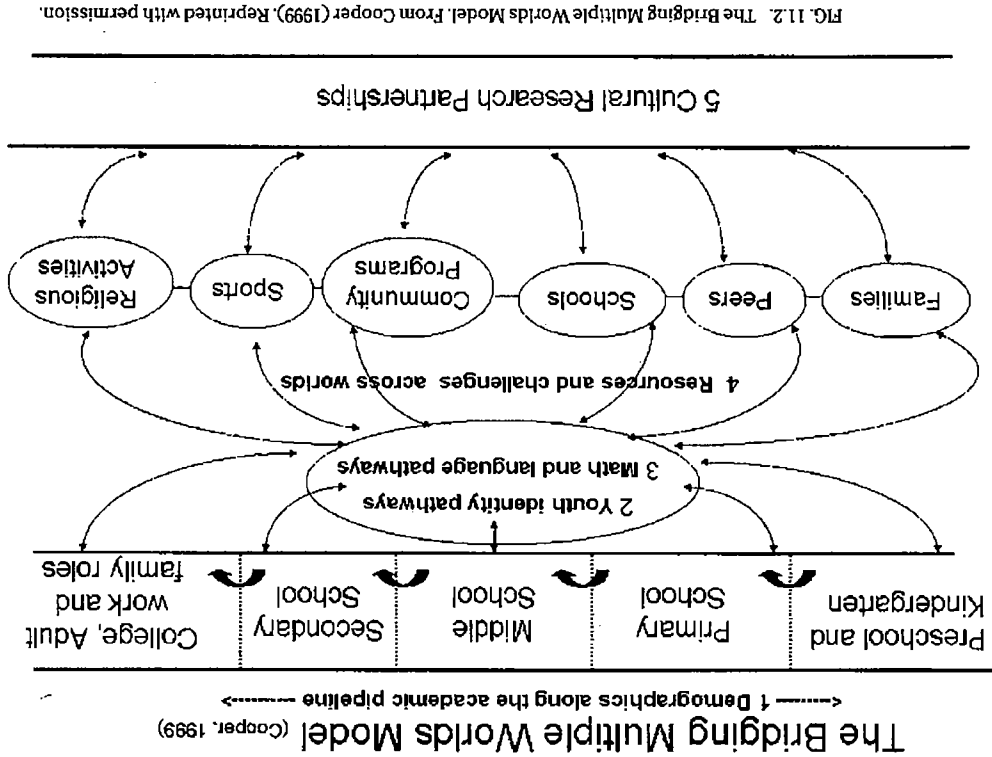 The Bridging Multiple Worlds Model (Cooper, 1999)
<------- 1 Demographics along the academic pipeline ------->
Preschool and
Kindergarten
Primary
School
Middle
School
Secondary
School
College, Adult
work and
family roles
2 Youth identity pathways
3 Math and language pathways
4 Resources and challenges across worlds
Families
Peers
Schools
Community
Programs
Sports
Religious
Activities
5 Cultural Research Partnerships
FIG. 11.2. The Bridging Multiple Worlds Model. From Cooper (1999). Reprinted with permission.